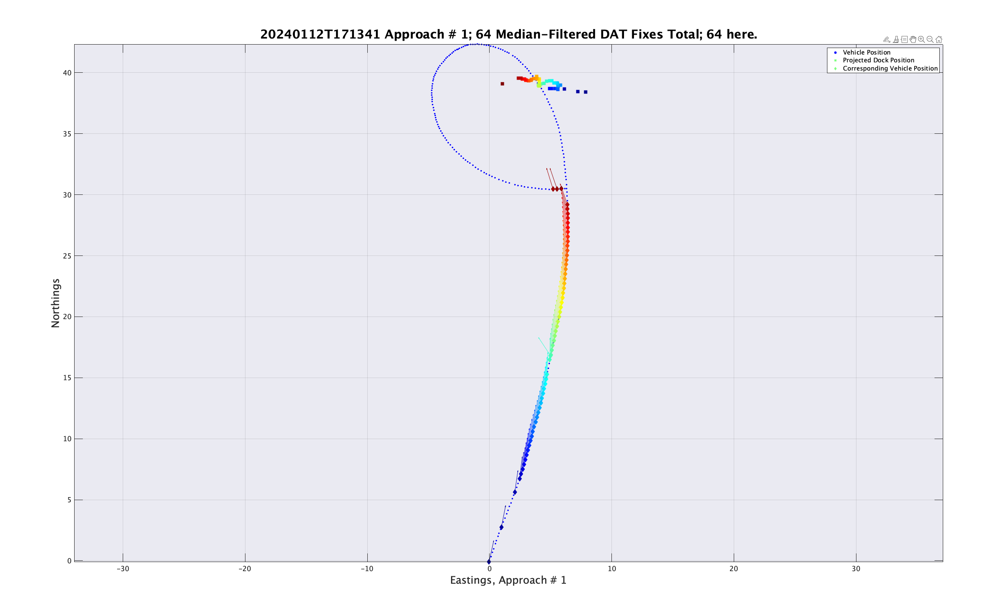 20240112T171341 Approach # 1; 64 Median-Filtered DAT Fixes Total; 64 here.
Vehicle Position
Projected Dock Position
Corresponding Vehicle Position
40
35
30
25
20
15
10
5
0
Northings
-30
-20
-10
0
10
20
30
Eastings, Approach # 1